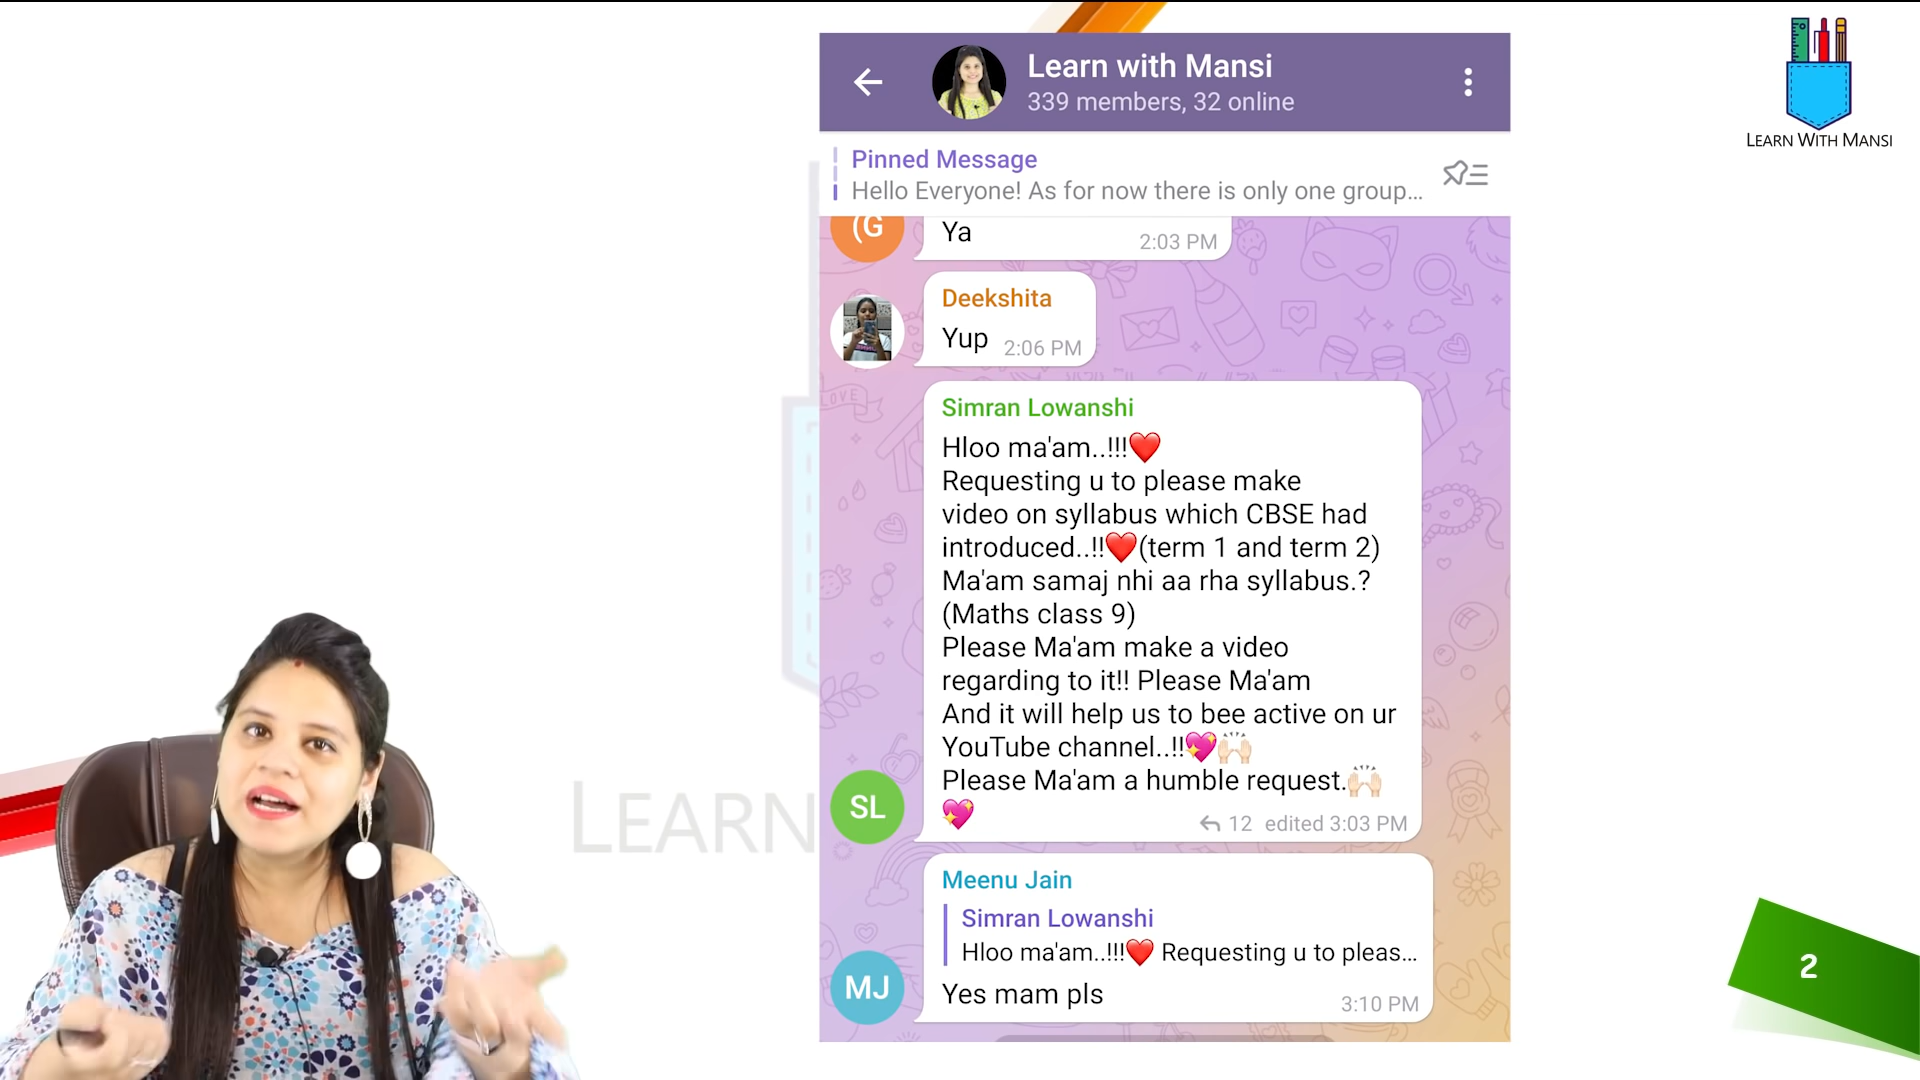 Learn with Mansi
339 members, 32 online
LEARN WITH MANSI
Pinned Message
Hello Everyone! As for now there is only one group...
(G
Ya
2:03 PM
Deekshita
Yup 2:06 PM
LOVE
Simran Lowanshi
Hloo ma'am..!!!❤️
Requesting u to please make
video on syllabus which CBSE had
introduced..!!❤️(term 1 and term 2)
Ma'am samaj nhi aa rha syllabus.?
(Maths class 9)
Please Ma'am make a video
regarding to it!! Please Ma'am
And it will help us to bee active on ur
YouTube channel..!!💖🙌🏻
Please Ma'am a humble request.🙌🏻
💖
12 edited 3:03 PM
SL
LEARN
Meenu Jain
Simran Lowanshi
Hloo ma'am..!!!❤️ Requesting u to pleas...
MJ
Yes mam pls
3:10 PM
2